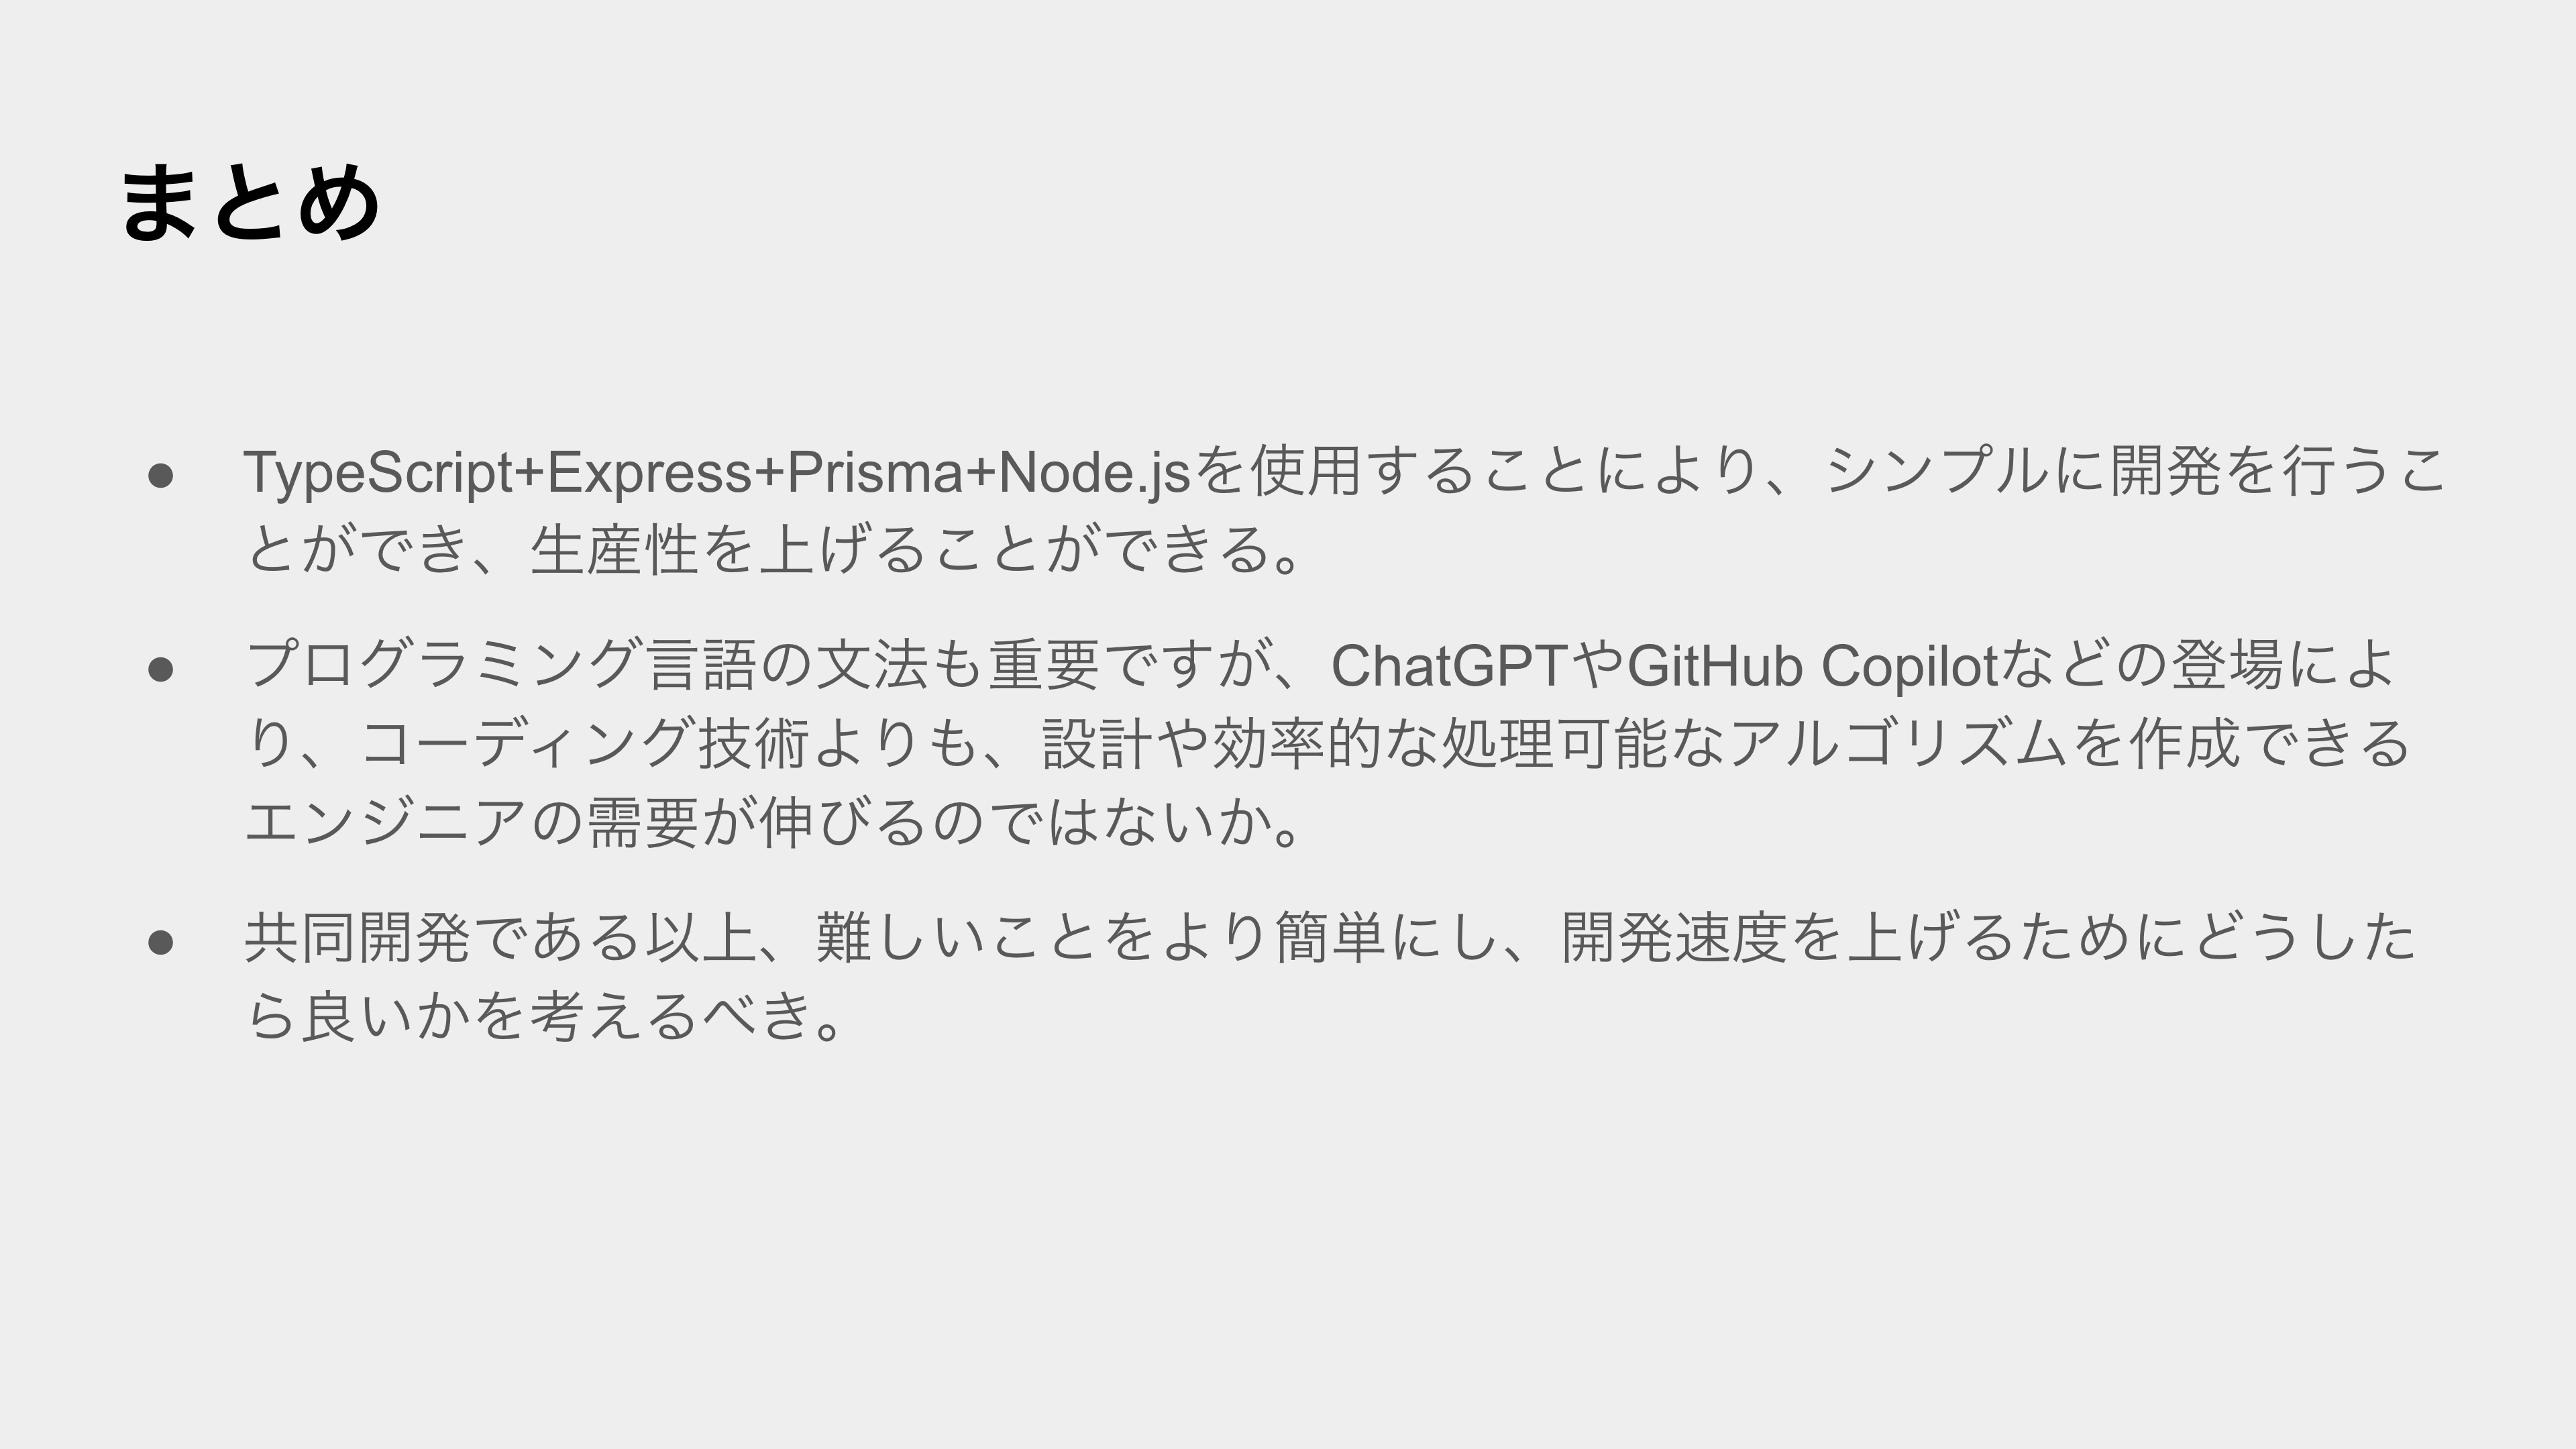 まとめ
● TypeScript+Express+Prisma+Node.jsを使用することにより、シンプルに開発を行うこ
とができ、生産性を上げることができる。
● プログラミング言語の文法も重要ですが、ChatGPTやGitHub Copilotなどの登場によ
り、コーディング技術よりも、設計や効率的な処理可能なアルゴリズムを作成できる
エンジニアの需要が伸びるのではないか。
● 共同開発である以上、難しいことをより簡単にし、開発速度を上げるためにどうした
ら良いかを考えるべき。